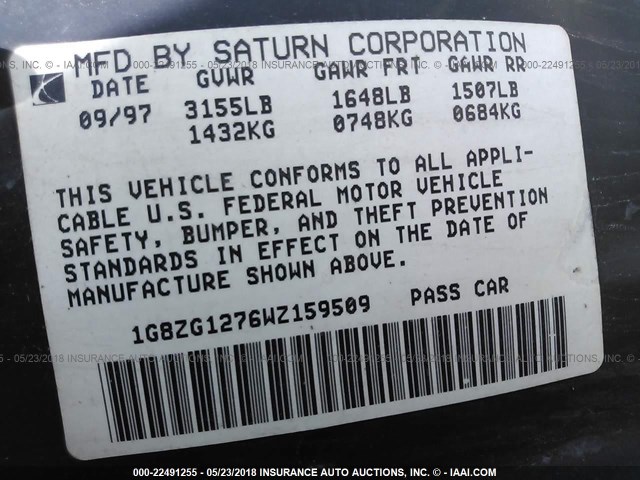 MFD BY SATURN CORPORATION
DATE GVWR GAWR FRT GAWR RR
09/97 3155LB 1648LB 1507LB
1432KG 0748KG 0684KG
THIS VEHICLE CONFORMS TO ALL APPLI-
CABLE U.S. FEDERAL MOTOR VEHICLE
SAFETY, BUMPER, AND THEFT PREVENTION
STANDARDS IN EFFECT ON THE DATE OF
MANUFACTURE SHOWN ABOVE.
1G8ZG1276WZ159509 PASS CAR
000-22491255 - 05/23/2018 INSURANCE AUTO AUCTIONS, INC. - © IAAI.COM